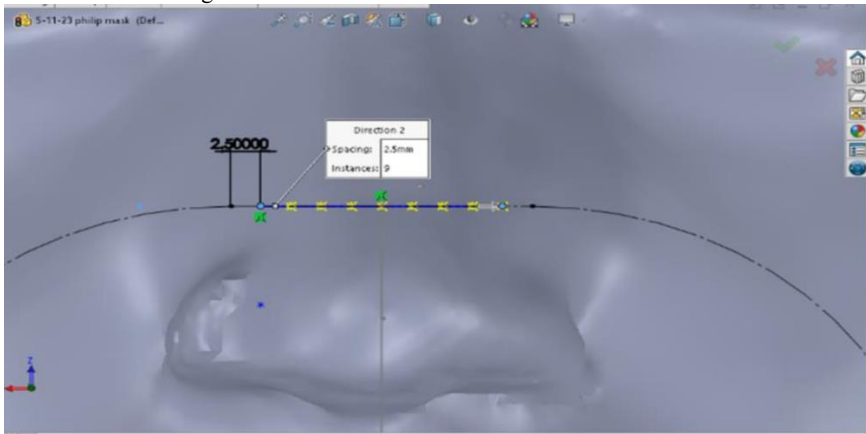 5-11-23 philip mask (Def...
2.50000
Direction 2
Spacing: 2.5mm
Instances: 9
Z